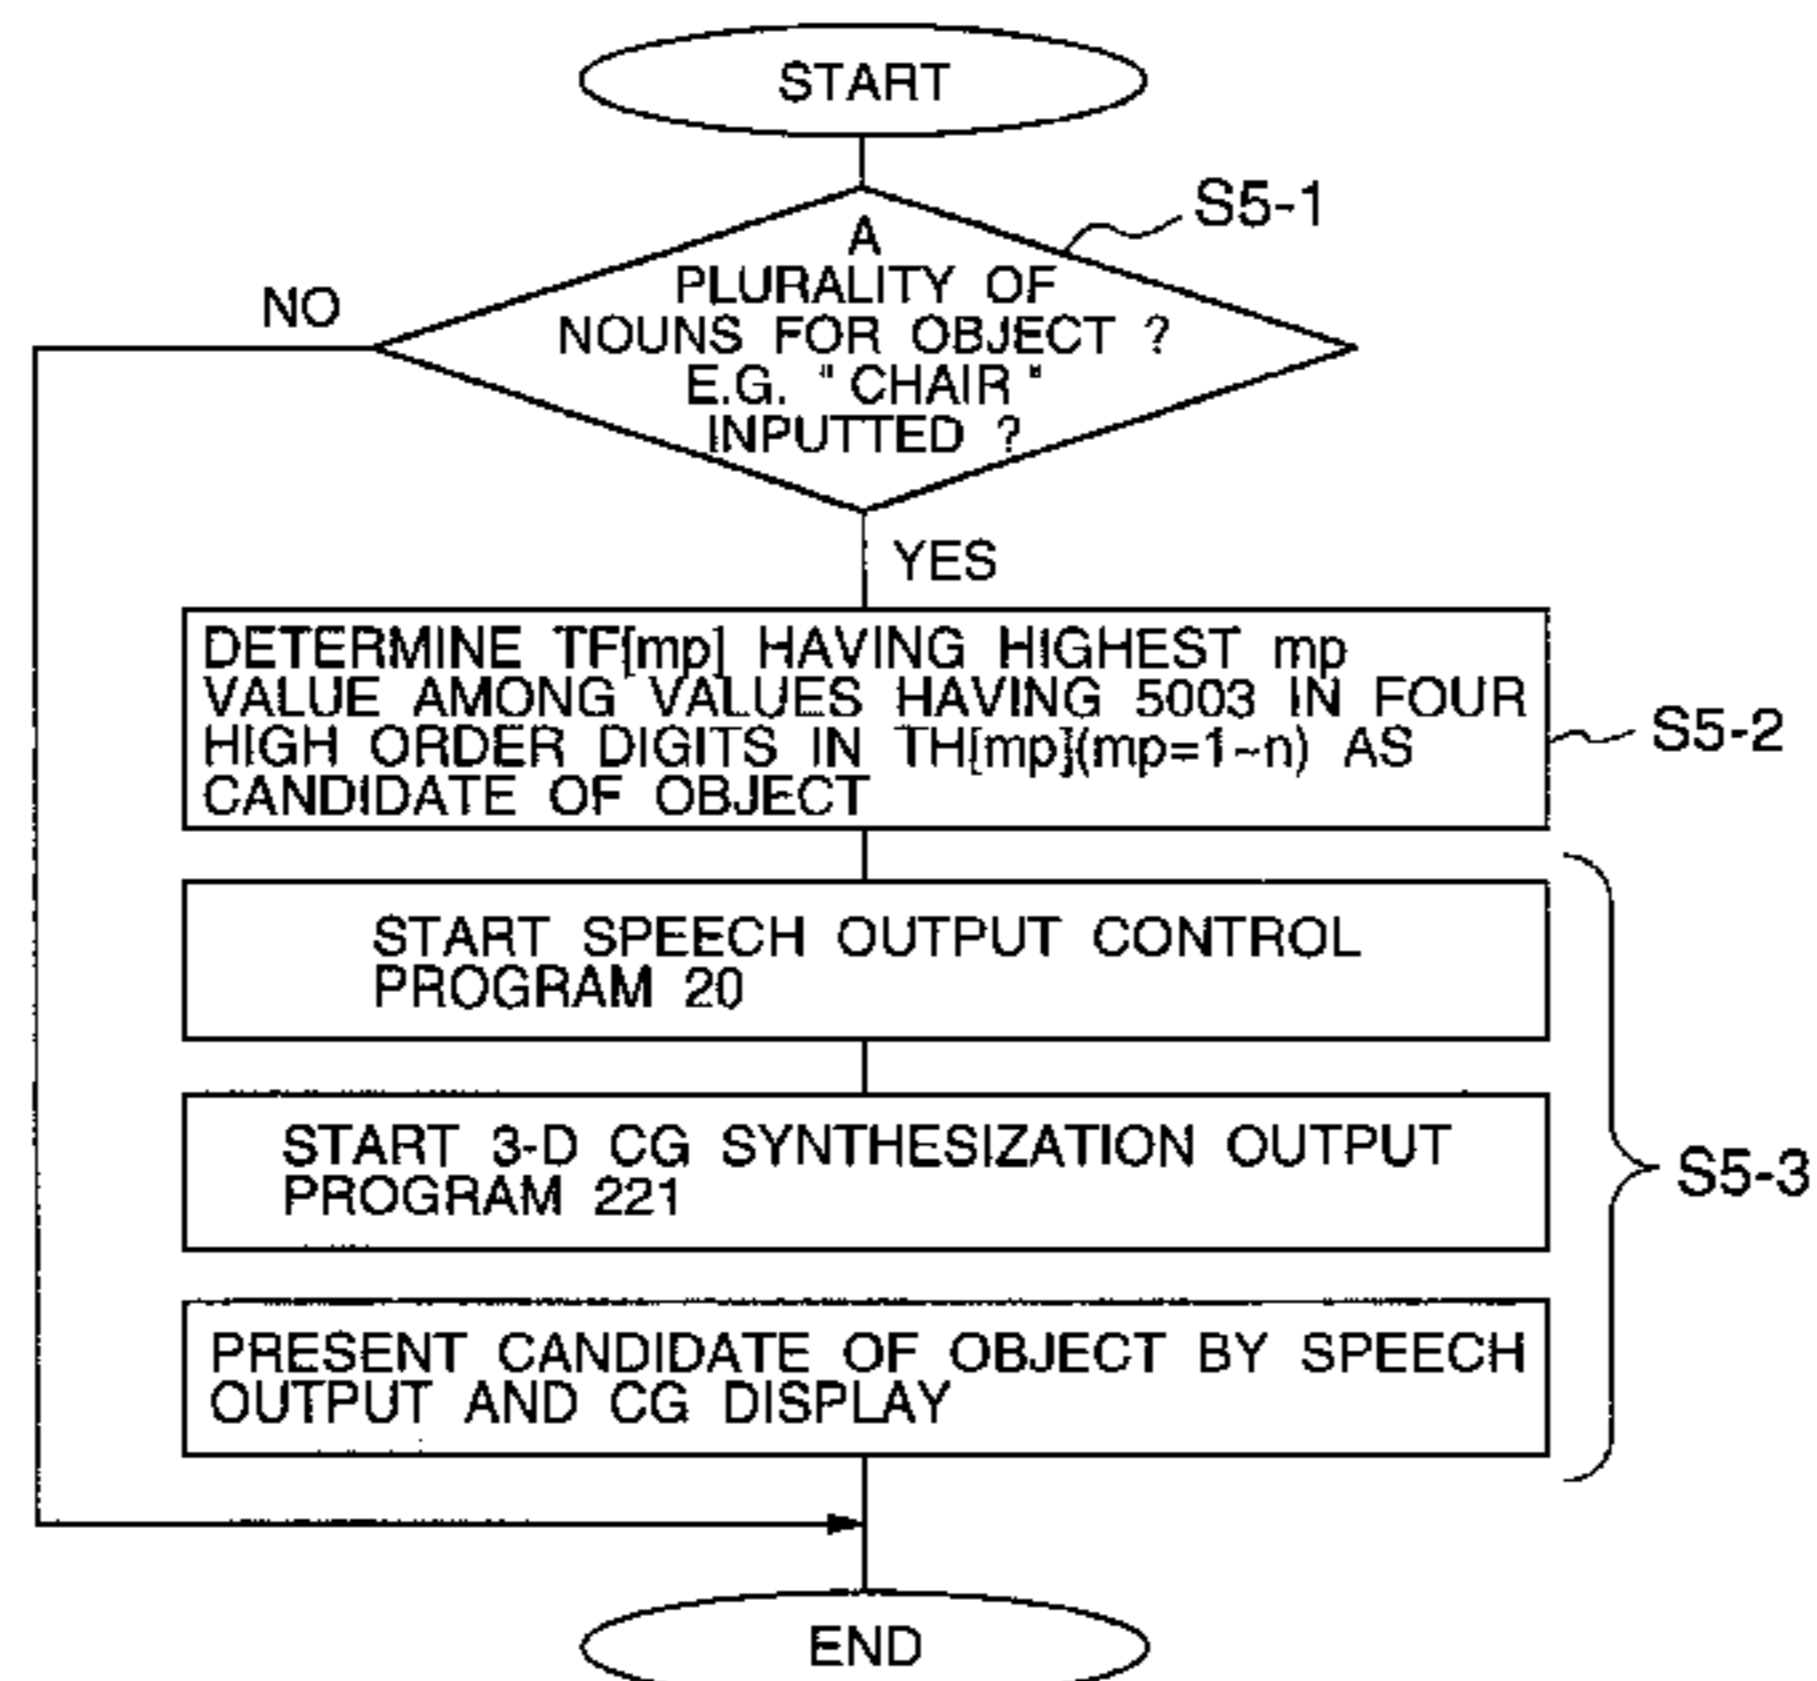 START
S5-1
A
PLURALITY OF
NOUNS FOR OBJECT ?
E.G. "CHAIR"
INPUTTED ?
NO
YES
DETERMINE TF[mp] HAVING HIGHEST mp
VALUE AMONG VALUES HAVING 5003 IN FOUR
HIGH ORDER DIGITS IN TH[mp](mp=1~n) AS
CANDIDATE OF OBJECT
S5-2
START SPEECH OUTPUT CONTROL
PROGRAM 20
START 3-D CG SYNTHESIZATION OUTPUT
PROGRAM 221
S5-3
PRESENT CANDIDATE OF OBJECT BY SPEECH
OUTPUT AND CG DISPLAY
END